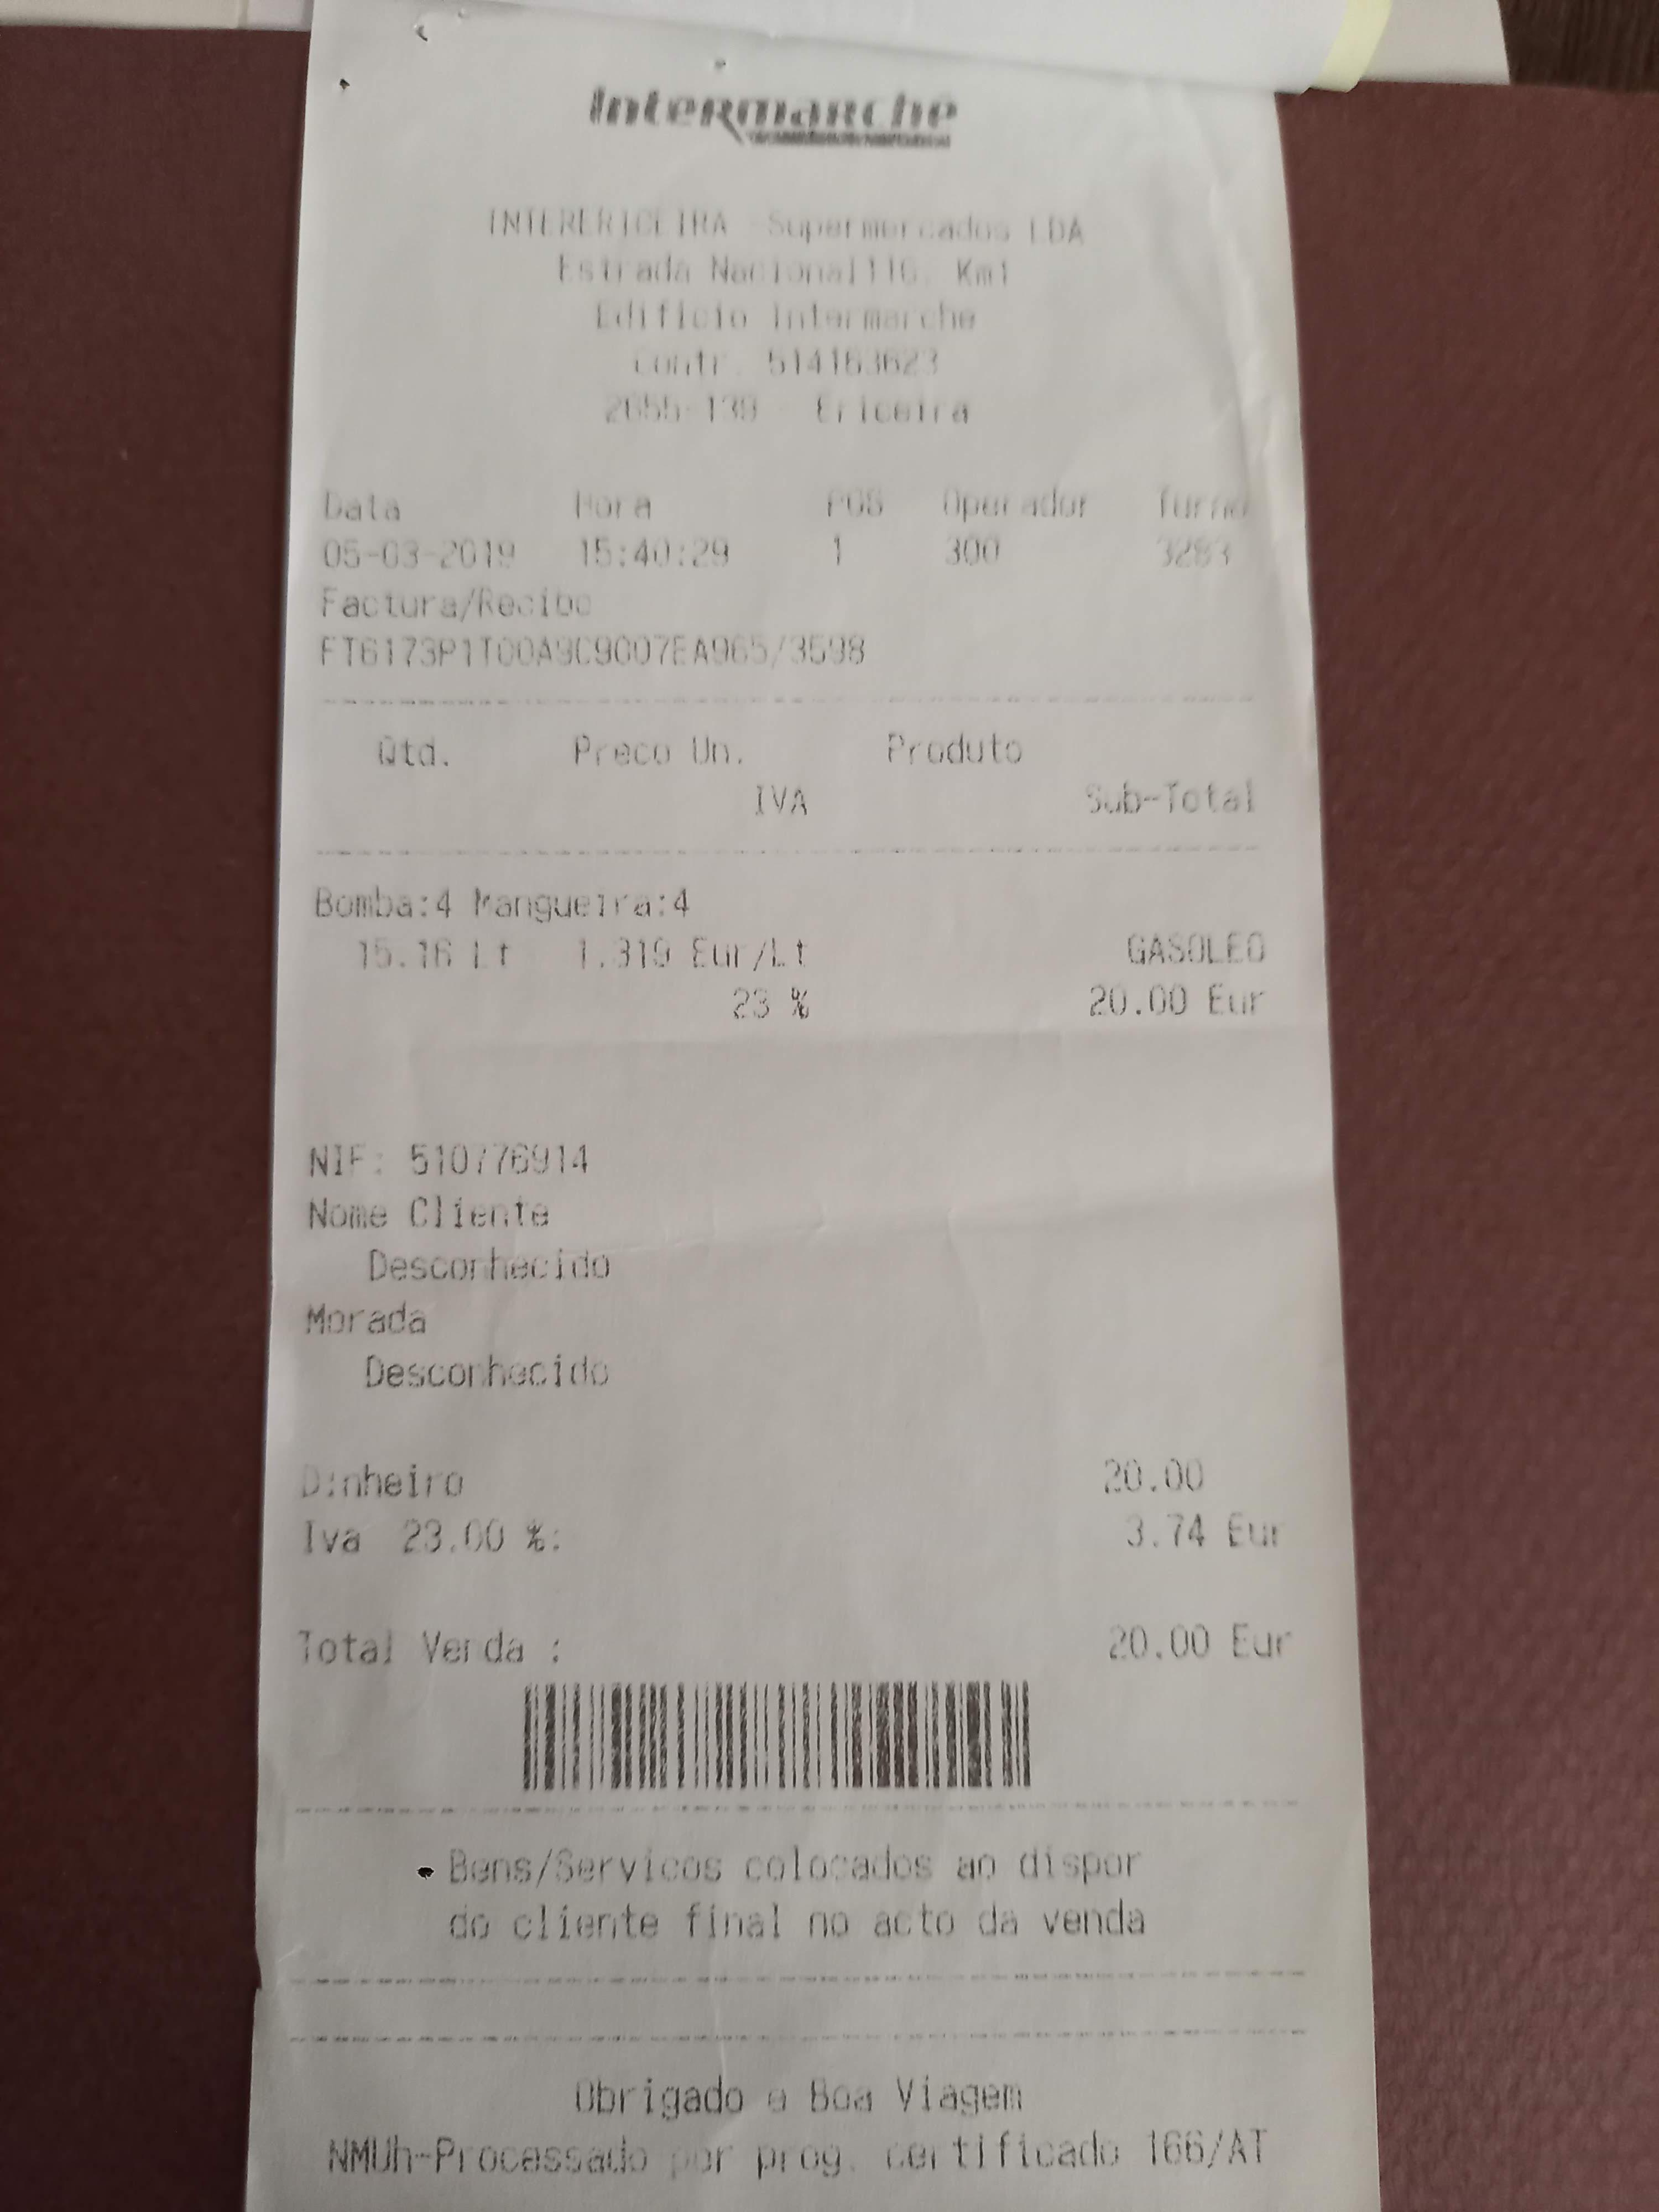 Intermarche
INTERERICEIRA Supermercados LDA
Estrada Nacional 116, Km1
Edificio Intermarche
Contr. 514163623
2655-139 - Ericeira
Data Hora POS Operador Turno
05-03-2019 15:40:29 1 300 3283
Factura/Recibo
FT6173P1T00A9C9007EA965/3598
Qtd. Preco Un. Produto
IVA Sub-Total
Bomba:4 Mangueira:4
15.16 Lt 1.319 Eur/Lt GASOLEO
23 % 20.00 Eur
NIF: 510776914
Nome Cliente
Desconhecido
Morada
Desconhecido
Dinheiro 20.00
Iva 23.00 %: 3.74 Eur
Total Venda : 20.00 Eur
- Bens/Servicos colocados ao dispor
do cliente final no acto da venda
Obrigado e Boa Viagem
NMUh-Processado por prog. certificado 166/AT